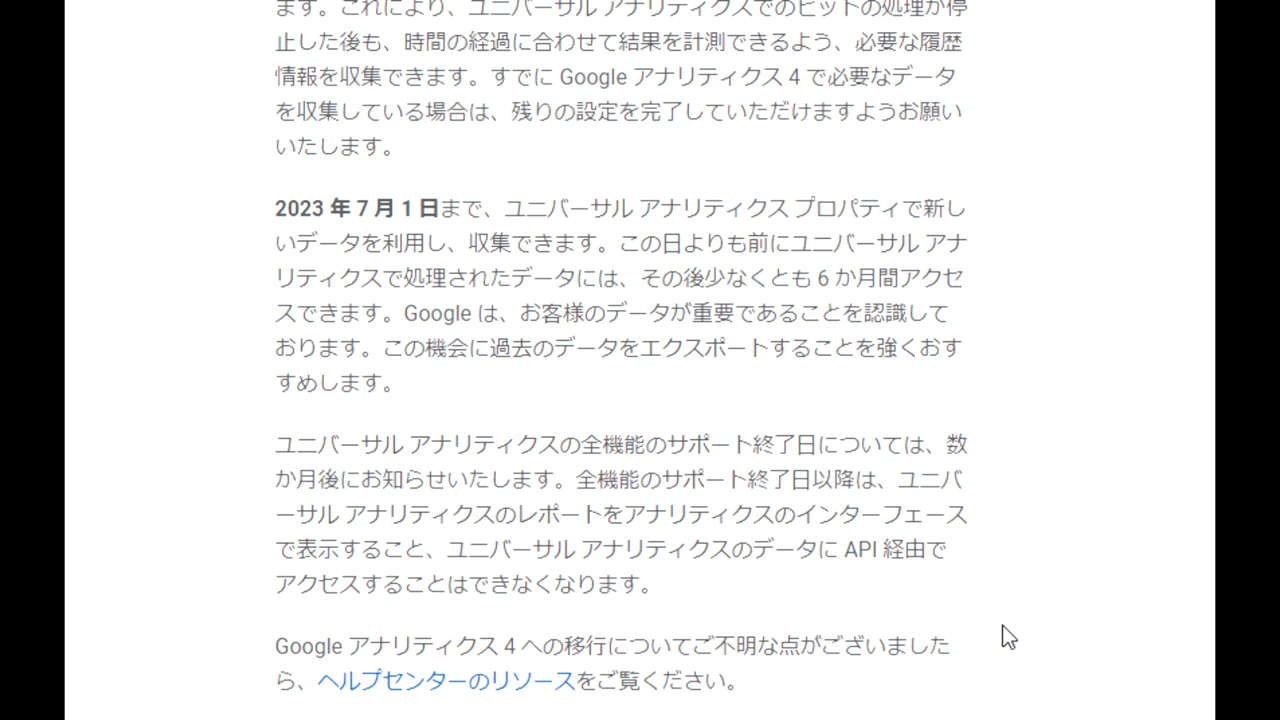 ます。これにより、ユニバーサル アナリティクスでのヒットの処理が停
止した後も、時間の経過に合わせて結果を計測できるよう、必要な履歴
情報を収集できます。すでに Google アナリティクス 4 で必要なデータ
を収集している場合は、残りの設定を完了していただけますようお願い
いたします。
2023 年 7 月 1 日まで、ユニバーサル アナリティクス プロパティで新し
いデータを利用し、収集できます。この日よりも前にユニバーサル アナ
リティクスで処理されたデータには、その後少なくとも 6 か月間アクセ
スできます。Google は、お客様のデータが重要であることを認識して
おります。この機会に過去のデータをエクスポートすることを強くおす
すめします。
ユニバーサル アナリティクスの全機能のサポート終了日については、数
か月後にお知らせいたします。全機能のサポート終了日以降は、ユニバ
ーサル アナリティクスのレポートをアナリティクスのインターフェース
で表示すること、ユニバーサル アナリティクスのデータに API 経由で
アクセスすることはできなくなります。
Google アナリティクス 4 への移行についてご不明な点がございました
ら、ヘルプセンターのリソースをご覧ください。